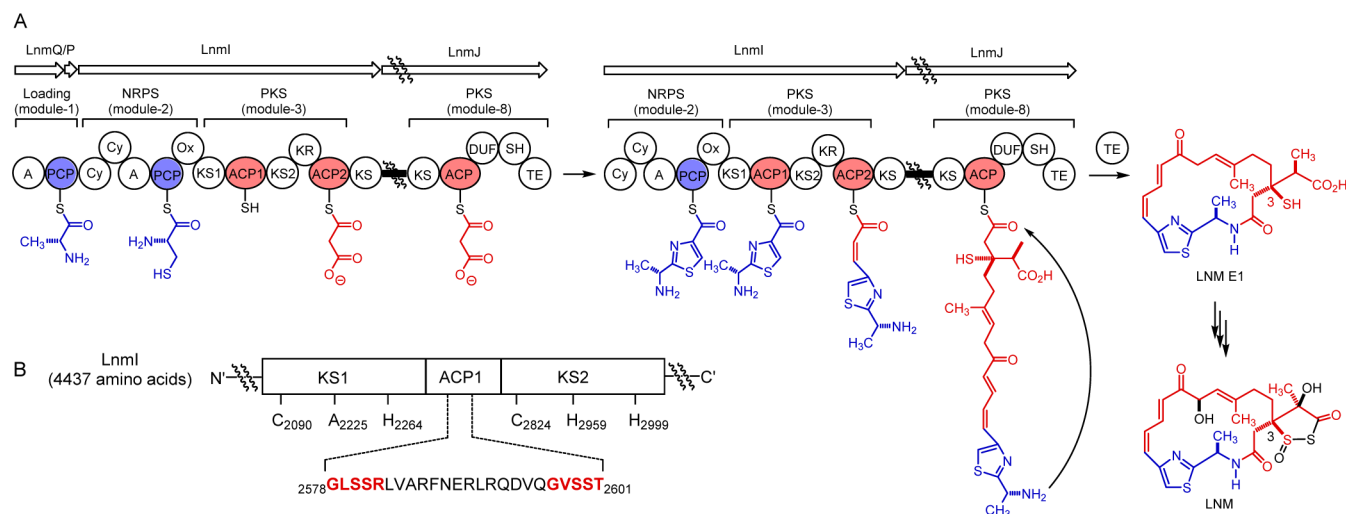 A
LnmQ/P LnmI LnmJ LnmI LnmJ
Loading (module-1) NRPS (module-2) PKS (module-3) PKS (module-8) NRPS (module-2) PKS (module-3) PKS (module-8)
A PCP Cy Cy A PCP Ox KS1 ACP1 KS2 KR ACP2 KS KS ACP DUF SH TE
Cy Cy A PCP Ox KS1 ACP1 KS2 KR ACP2 KS KS ACP DUF SH TE TE
S O H3C NH2
S O H2N HS
SH
S O O O⊖
S O O O⊖
S O N S H3C NH2
S O N S H3C NH2
S O N S NH2 H3C
S O HS CO2H CH3 O N S NH2 CH3
O CH3 CH3 CO2H 3 SH CH3 O N H N S
LNM E1
O OH CH3 H3C OH O 3 S S O CH3 O N H N S
LNM
B
LnmI
(4437 amino acids)
N' KS1 ACP1 KS2 C'
C2090 A2225 H2264 C2824 H2959 H2999
2578GLSSRLVARFNERLRQDVQGVSST2601